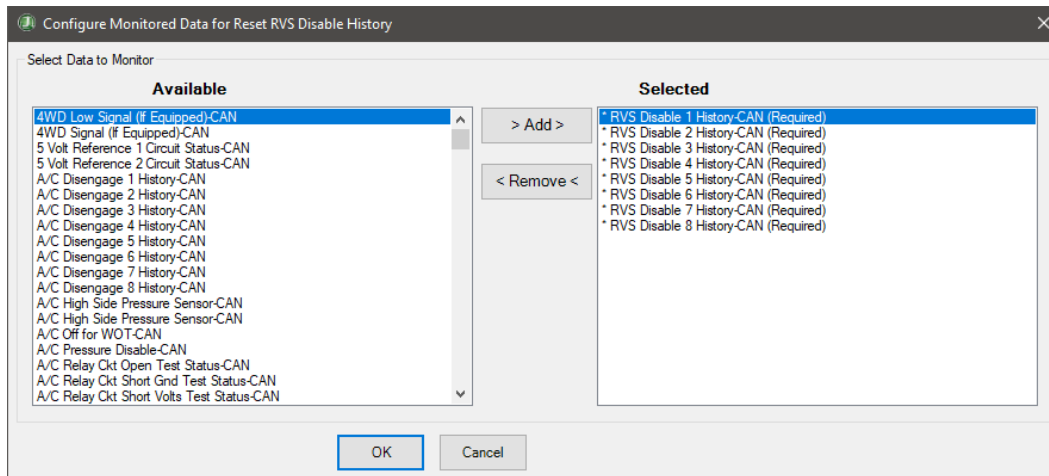 Configure Monitored Data for Reset RVS Disable History
Select Data to Monitor
Available
4WD Low Signal (If Equipped)-CAN
4WD Signal (If Equipped)-CAN
5 Volt Reference 1 Circuit Status-CAN
5 Volt Reference 2 Circuit Status-CAN
A/C Disengage 1 History-CAN
A/C Disengage 2 History-CAN
A/C Disengage 3 History-CAN
A/C Disengage 4 History-CAN
A/C Disengage 5 History-CAN
A/C Disengage 6 History-CAN
A/C Disengage 7 History-CAN
A/C Disengage 8 History-CAN
A/C High Side Pressure Sensor-CAN
A/C High Side Pressure Sensor-CAN
A/C Off for WOT-CAN
A/C Pressure Disable-CAN
A/C Relay Ckt Open Test Status-CAN
A/C Relay Ckt Short Gnd Test Status-CAN
A/C Relay Ckt Short Volts Test Status-CAN
> Add >
< Remove <
Selected
* RVS Disable 1 History-CAN (Required)
* RVS Disable 2 History-CAN (Required)
* RVS Disable 3 History-CAN (Required)
* RVS Disable 4 History-CAN (Required)
* RVS Disable 5 History-CAN (Required)
* RVS Disable 6 History-CAN (Required)
* RVS Disable 7 History-CAN (Required)
* RVS Disable 8 History-CAN (Required)
OK
Cancel